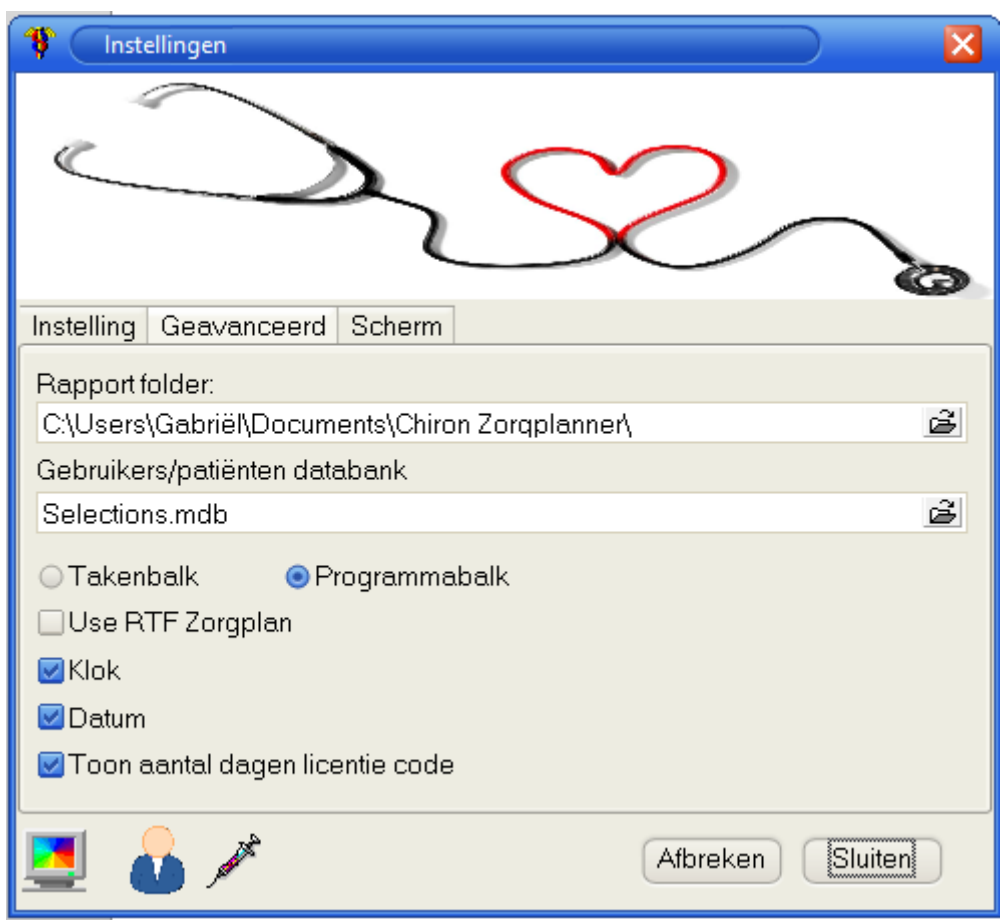 Instellingen
Instelling Geavanceerd Scherm
Rapport folder:
C:\Users\Gabriël\Documents\Chiron Zorgplanner\
Gebruikers/patiënten databank
Selections.mdb
Takenbalk Programmabalk
Use RTF Zorgplan
Klok
Datum
Toon aantal dagen licentie code
Afbreken Sluiten